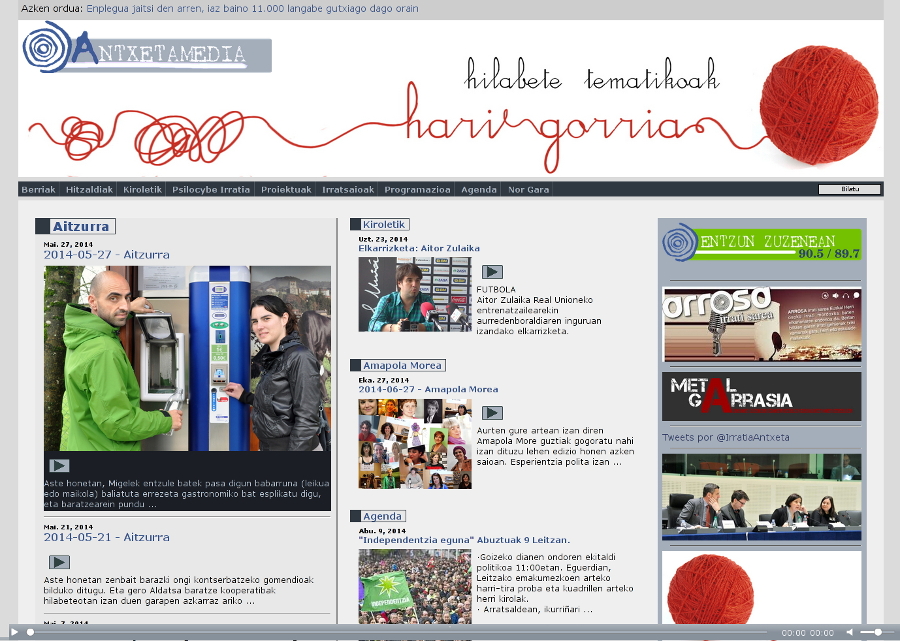 Azken ordua: Enplegua jaitsi den arren, iaz baino 11.000 langabe gutxiago dago orain
ANTXETAMEDIA
hilabete tematikoak
hari gorria
Berriak Hitzaldiak Kiroletik Psilocybe Irratia Proiektuak Irratsaioak Programazioa Agenda Nor Gara
Bilatu
Aitzurra
Mai. 27, 2014
2014-05-27 - Aitzurra
Aste honetan, Migelek entzule batek pasa digun babarruna (leikua
edo maikola) baliatuta errezeta gastronomiko bat esplikatu digu,
eta baratzearein pundu ...
Mai. 21, 2014
2014-05-21 - Aitzurra
Aste honetan zenbait barazki ongi kontserbatzeko gomendioak
bilduko ditugu. Eta gero Aldatsa baratze kooperatibak
hilabeteotan izan duen garapen azkarraz ariko ...
Mai. 7, 2014
Kiroletik
Uzt. 23, 2014
Elkarrizketa: Aitor Zulaika
FUTBOLA
Aitor Zulaika Real Unioneko
entrenatzailearekin
aurredenboraldiaren inguruan
izandako elkarrizketa.
Amapola Morea
Eka. 27, 2014
2014-06-27 - Amapola Morea
Aurten gure artean izan diren
Amapola More guztiak gogoratu nahi
izan dituzu lehen edizio honen azken
saioan. Esperientzia polita izan ...
Agenda
Abu. 9, 2014
"Independentzia eguna" Abuztuak 9 Leitzan.
·Goizeko dianen ondoren ekitaldi
politikoa 11:00etan. Eguerdian,
Leitzako emakumezkoen arteko
harri-tira proba eta kuadrillen arteko
herri kirolak.
· Arratsaldean, ikurriñari ...
INDEPENDENTZIA
ENTZUN ZUZENEAN
90.5 / 89.7
arrosa
irrati sarea
METAL
GARRASIA
Tweets por @IrratiaAntxeta
00:00 00:00